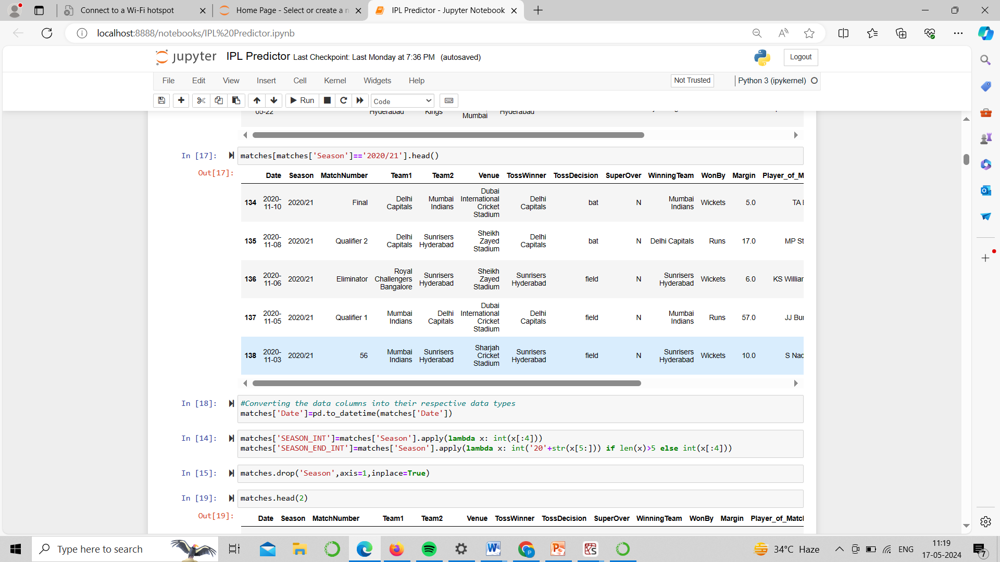 Connect to a Wi-Fi hotspot
Home Page - Select or create a n
IPL Predictor - Jupyter Notebook
localhost:8888/notebooks/IPL%20Predictor.ipynb
jupyter IPL Predictor Last Checkpoint: Last Monday at 7:36 PM (autosaved)
Logout
File Edit View Insert Cell Kernel Widgets Help
Not Trusted
Python 3 (ipykernel)
Run
Code
05-22 Hyderabad Kings Mumbai Hyderabad
In [17]: matches[matches['Season']=='2020/21'].head()
Out[17]:
Date Season MatchNumber Team1 Team2 Venue TossWinner TossDecision SuperOver WinningTeam WonBy Margin Player_of_M
134 2020-11-10 2020/21 Final Delhi Capitals Mumbai Indians Dubai International Cricket Stadium Delhi Capitals bat N Mumbai Indians Wickets 5.0 TA
135 2020-11-08 2020/21 Qualifier 2 Delhi Capitals Sunrisers Hyderabad Sheikh Zayed Stadium Delhi Capitals bat N Delhi Capitals Runs 17.0 MP St
136 2020-11-06 2020/21 Eliminator Royal Challengers Bangalore Sunrisers Hyderabad Sheikh Zayed Stadium Sunrisers Hyderabad field N Sunrisers Hyderabad Wickets 6.0 KS Williar
137 2020-11-05 2020/21 Qualifier 1 Mumbai Indians Delhi Capitals Dubai International Cricket Stadium Delhi Capitals field N Mumbai Indians Runs 57.0 JJ Bur
138 2020-11-03 2020/21 56 Mumbai Indians Sunrisers Hyderabad Sharjah Cricket Stadium Sunrisers Hyderabad field N Sunrisers Hyderabad Wickets 10.0 S Nac
In [18]: #Converting the data columns into their respective data types
matches['Date']=pd.to_datetime(matches['Date'])
In [14]: matches['SEASON_INT']=matches['Season'].apply(lambda x: int(x[:4]))
matches['SEASON_END_INT']=matches['Season'].apply(lambda x: int('20'+str(x[5:])) if len(x)>5 else int(x[:4]))
In [15]: matches.drop('Season',axis=1,inplace=True)
In [19]: matches.head(2)
Out[19]:
Date Season MatchNumber Team1 Team2 Venue TossWinner TossDecision SuperOver WinningTeam WonBy Margin Player_of_Matcl
Type here to search
34°C Haze
ENG
11:19
17-05-2024
7